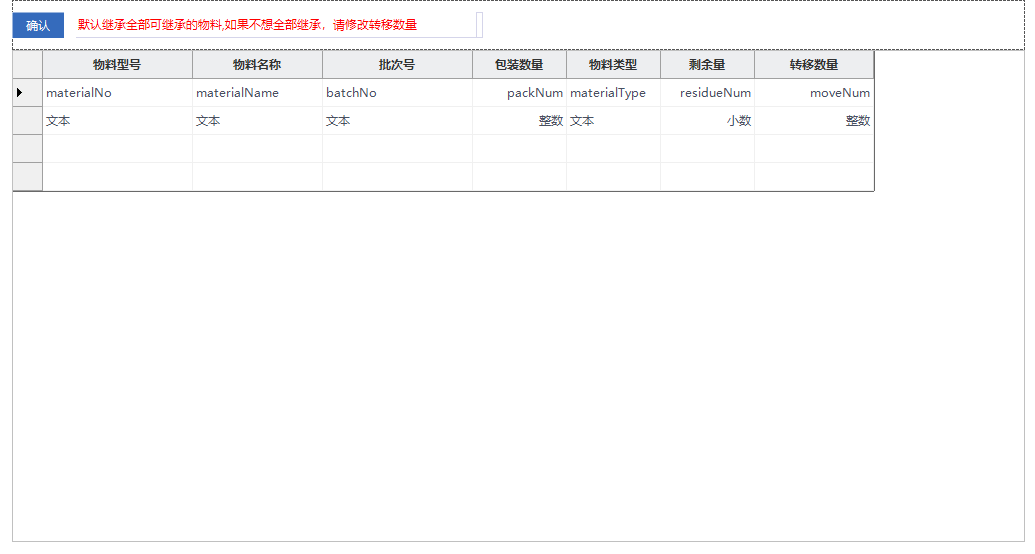 确认 默认继承全部可继承的物料,如果不想全部继承，请修改转移数量
物料型号 物料名称 批次号 包装数量 物料类型 剩余量 转移数量
materialNo materialName batchNo packNum materialType residueNum moveNum
文本 文本 文本 整数 文本 小数 整数